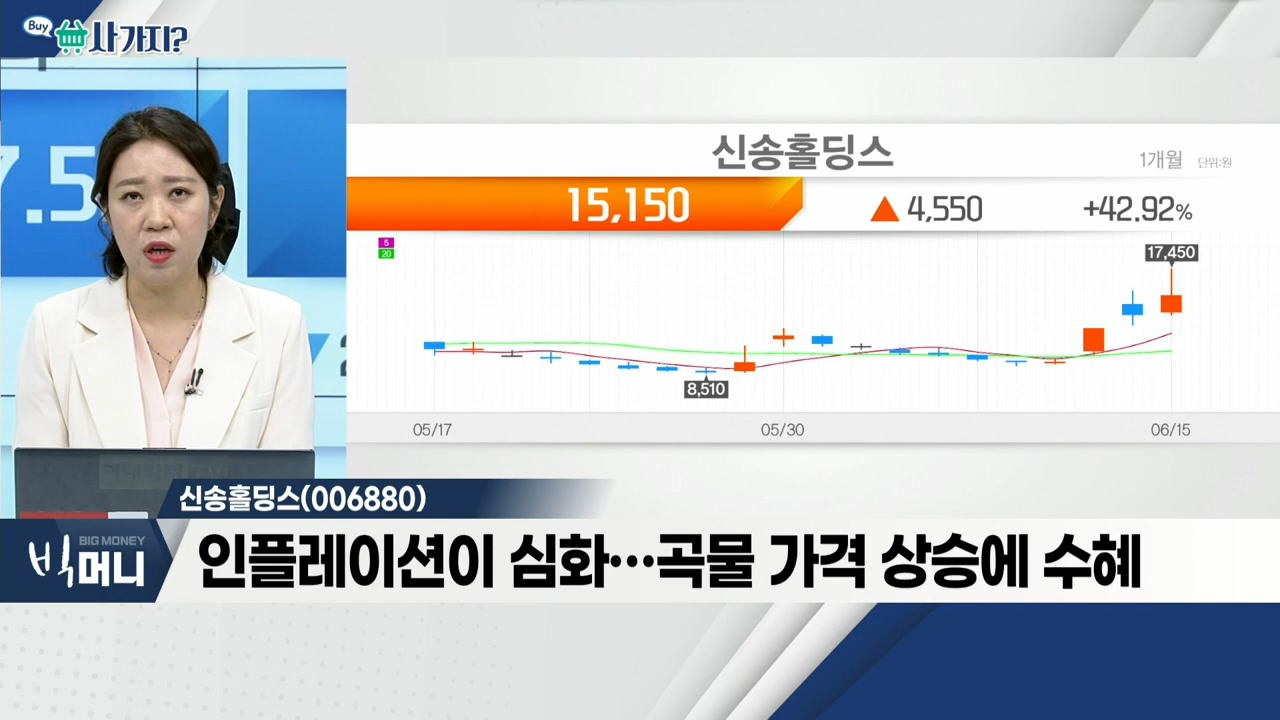 Buy
사가지?
7.5
신송홀딩스
1개월 단위:원
15,150 ▲ 4,550 +42.92%
5
20
17,450
8,510
05/17 05/30 06/15
신송홀딩스(006880)
BIG MONEY
빅머니
인플레이션이 심화…곡물 가격 상승에 수혜